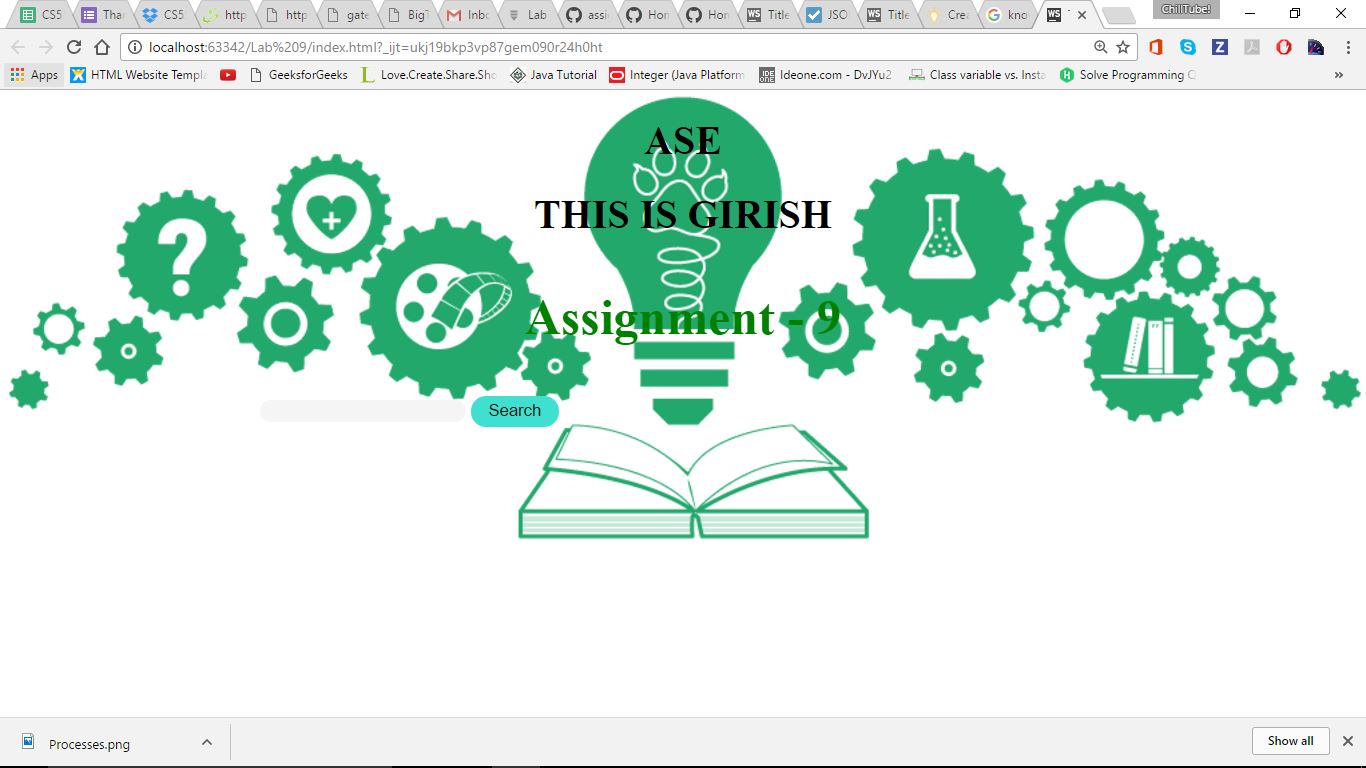 CS5 Tha CS5 http http gate BigT Inbo Lab assi Hon Hon Title JSO Title Crea kno T ChillTube!
localhost:63342/Lab%209/index.html?_ijt=ukj19bkp3vp87gem090r24h0ht
Apps HTML Website Templa GeeksforGeeks Love.Create.Share.Sho Java Tutorial Integer (Java Platform Ideone.com - DvJYu2 Class variable vs. Insta Solve Programming Q »
ASE
THIS IS GIRISH
Assignment - 9
Search
Processes.png Show all